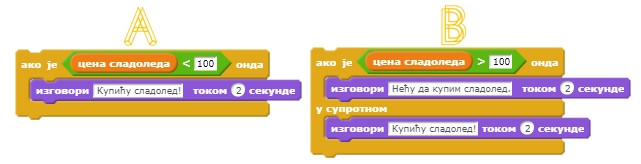 A
ако је цена сладоледа < 100 онда
изговори Купићу сладолед! током 2 секунде
B
ако је цена сладоледа > 100 онда
изговори Нећу да купим сладолед. током 2 секунде
у супротном
изговори Купићу сладолед! током 2 секунде